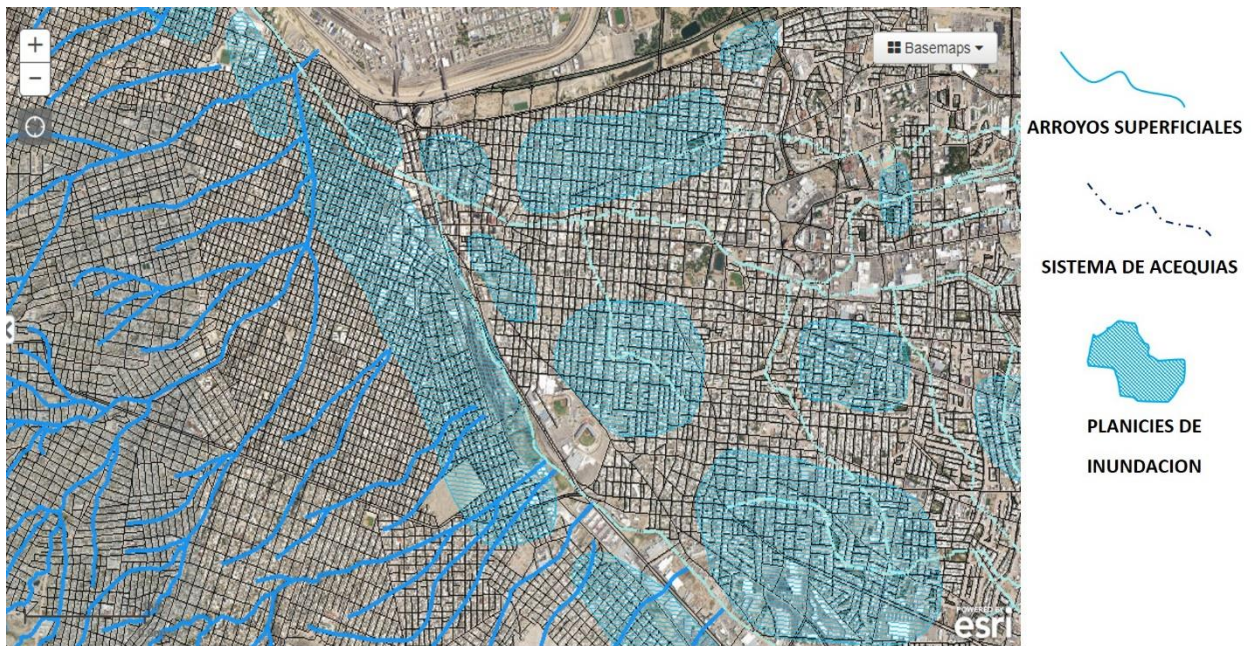 +
Basemaps
−
ARROYOS SUPERFICIALES
SISTEMA DE ACEQUIAS
PLANICIES DE
INUNDACION
POWERED BY
esri